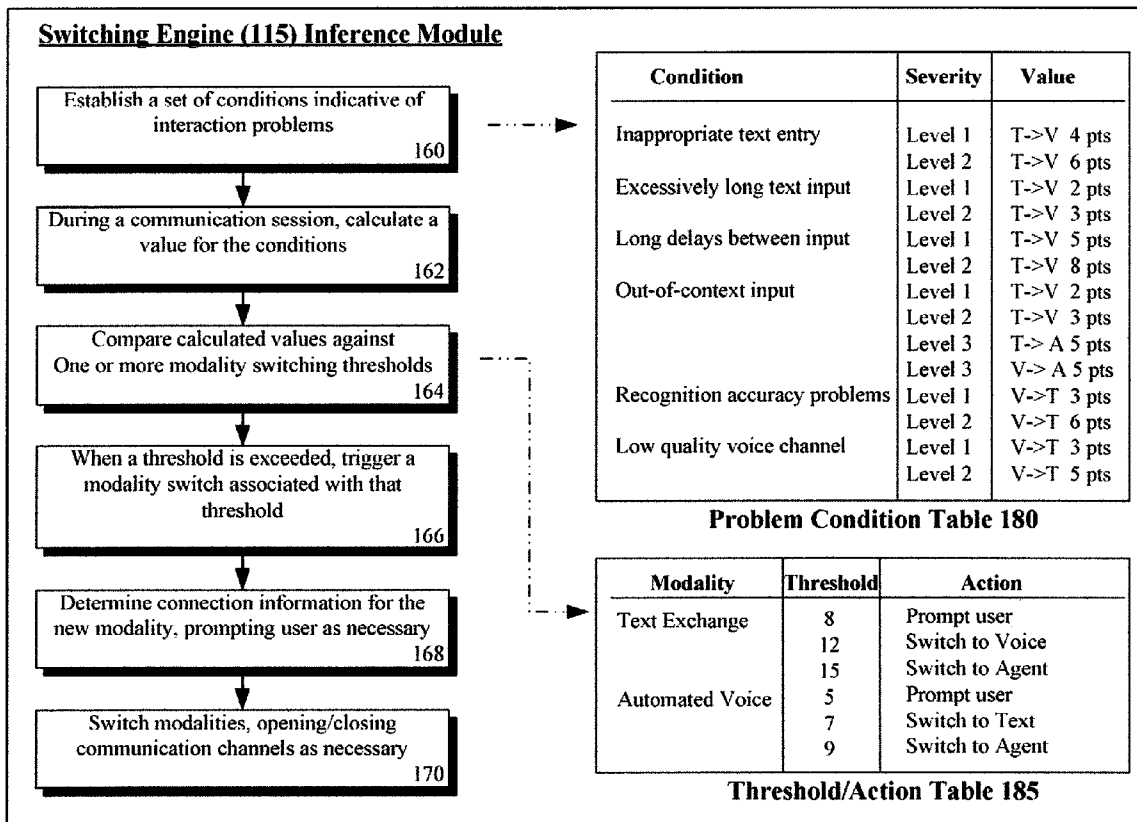 Switching Engine (115) Inference Module
Establish a set of conditions indicative of
interaction problems
160
During a communication session, calculate a
value for the conditions
162
Compare calculated values against
One or more modality switching thresholds
164
When a threshold is exceeded, trigger a
modality switch associated with that
threshold
166
Determine connection information for the
new modality, prompting user as necessary
168
Switch modalities, opening/closing
communication channels as necessary
170
Condition Severity Value
Inappropriate text entry Level 1 T->V 4 pts
Level 2 T->V 6 pts
Excessively long text input Level 1 T->V 2 pts
Level 2 T->V 3 pts
Long delays between input Level 1 T->V 5 pts
Level 2 T->V 8 pts
Out-of-context input Level 1 T->V 2 pts
Level 2 T->V 3 pts
Level 3 T-> A 5 pts
Level 3 V-> A 5 pts
Recognition accuracy problems Level 1 V->T 3 pts
Level 2 V->T 6 pts
Low quality voice channel Level 1 V->T 3 pts
Level 2 V->T 5 pts
Problem Condition Table 180
Modality Threshold Action
Text Exchange 8 Prompt user
12 Switch to Voice
15 Switch to Agent
Automated Voice 5 Prompt user
7 Switch to Text
9 Switch to Agent
Threshold/Action Table 185